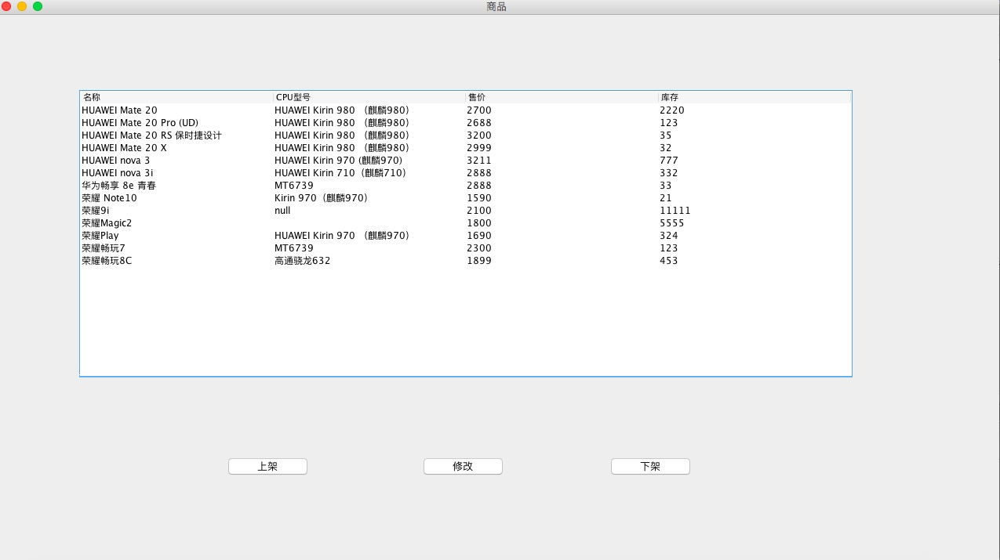 商品
名称 CPU型号 售价 库存
HUAWEI Mate 20 HUAWEI Kirin 980 （麒麟980） 2700 2220
HUAWEI Mate 20 Pro (UD) HUAWEI Kirin 980 （麒麟980） 2688 123
HUAWEI Mate 20 RS 保时捷设计 HUAWEI Kirin 980 （麒麟980） 3200 35
HUAWEI Mate 20 X HUAWEI Kirin 980 （麒麟980） 2999 32
HUAWEI nova 3 HUAWEI Kirin 970 (麒麟970） 3211 777
HUAWEI nova 3i HUAWEI Kirin 710（麒麟710） 2888 332
华为畅享 8e 青春 MT6739 2888 33
荣耀 Note10 Kirin 970（麒麟970） 1590 21
荣耀9i null 2100 11111
荣耀Magic2 1800 5555
荣耀Play HUAWEI Kirin 970 （麒麟970） 1690 324
荣耀畅玩7 MT6739 2300 123
荣耀畅玩8C 高通骁龙632 1899 453
上架 修改 下架